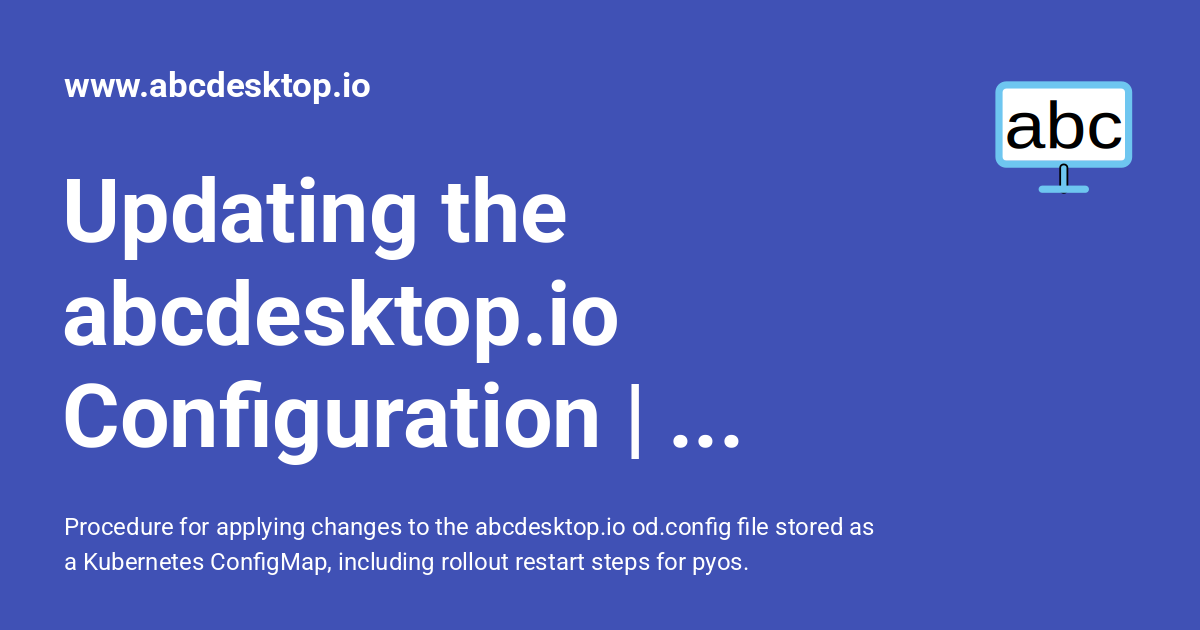 www.abcdesktop.io
abc
Updating the
abcdesktop.io
Configuration | ...
Procedure for applying changes to the abcdesktop.io od.config file stored as
a Kubernetes ConfigMap, including rollout restart steps for pyos.